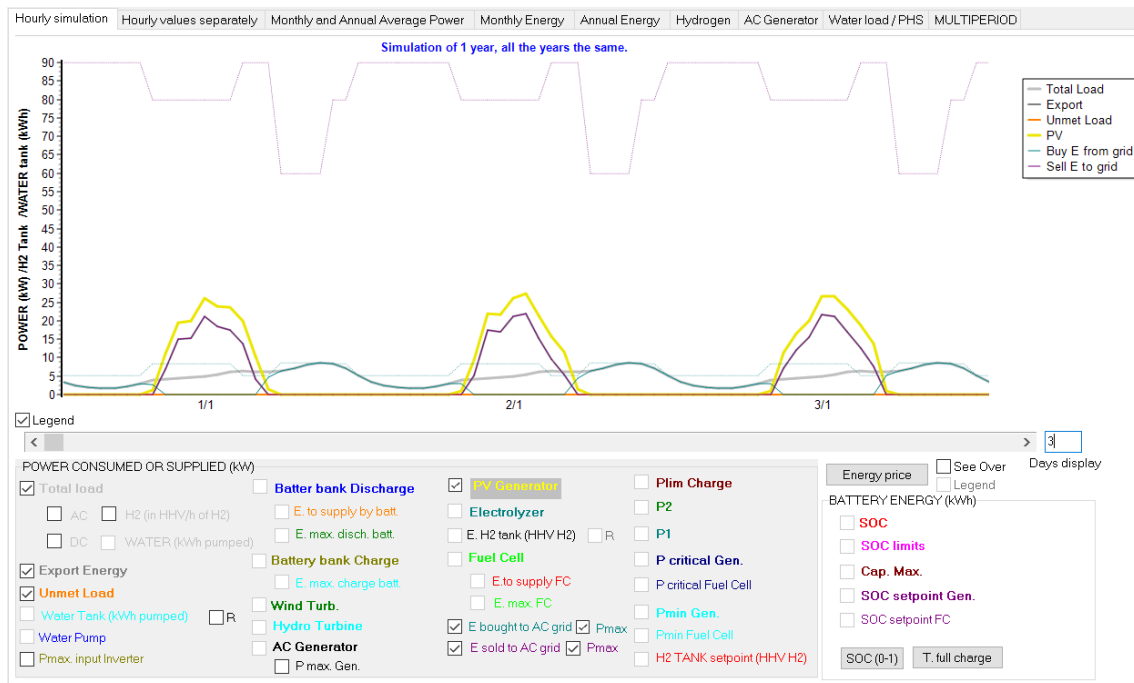 Hourly simulation Hourly values separately Monthly and Annual Average Power Monthly Energy Annual Energy Hydrogen AC Generator Water load / PHS MULTIPERIOD
Simulation of 1 year, all the years the same.
POWER (kW) /H2 Tank /WATER tank (kWh)
90
85
80
75
70
65
60
55
50
45
40
35
30
25
20
15
10
5
0
1/1 2/1 3/1
Total Load
Export
Unmet Load
PV
Buy E from grid
Sell E to grid
Legend
< > 3
Days display
POWER CONSUMED OR SUPPLIED (kW)
Total load
AC H2 (in HHV/h of H2)
DC WATER (kWh pumped)
Export Energy
Unmet Load
Water Tank (kWh pumped) R
Water Pump
Pmax. input Inverter
Batter bank Discharge
E. to supply by batt.
E. max. disch. batt.
Battery bank Charge
E. max. charge batt.
Wind Turb.
Hydro Turbine
AC Generator
P max. Gen.
PV Generator
Electrolyzer
E. H2 tank (HHV H2) R
Fuel Cell
E.to supply FC
E. max. FC
E bought to AC grid Pmax
E sold to AC grid Pmax
Plim Charge
P2
P1
P critical Gen.
P critical Fuel Cell
Pmin Gen.
Pmin Fuel Cell
H2 TANK setpoint (HHV H2)
Energy price
See Over
Legend
BATTERY ENERGY (kWh)
SOC
SOC limits
Cap. Max.
SOC setpoint Gen.
SOC setpoint FC
SOC (0-1) T. full charge